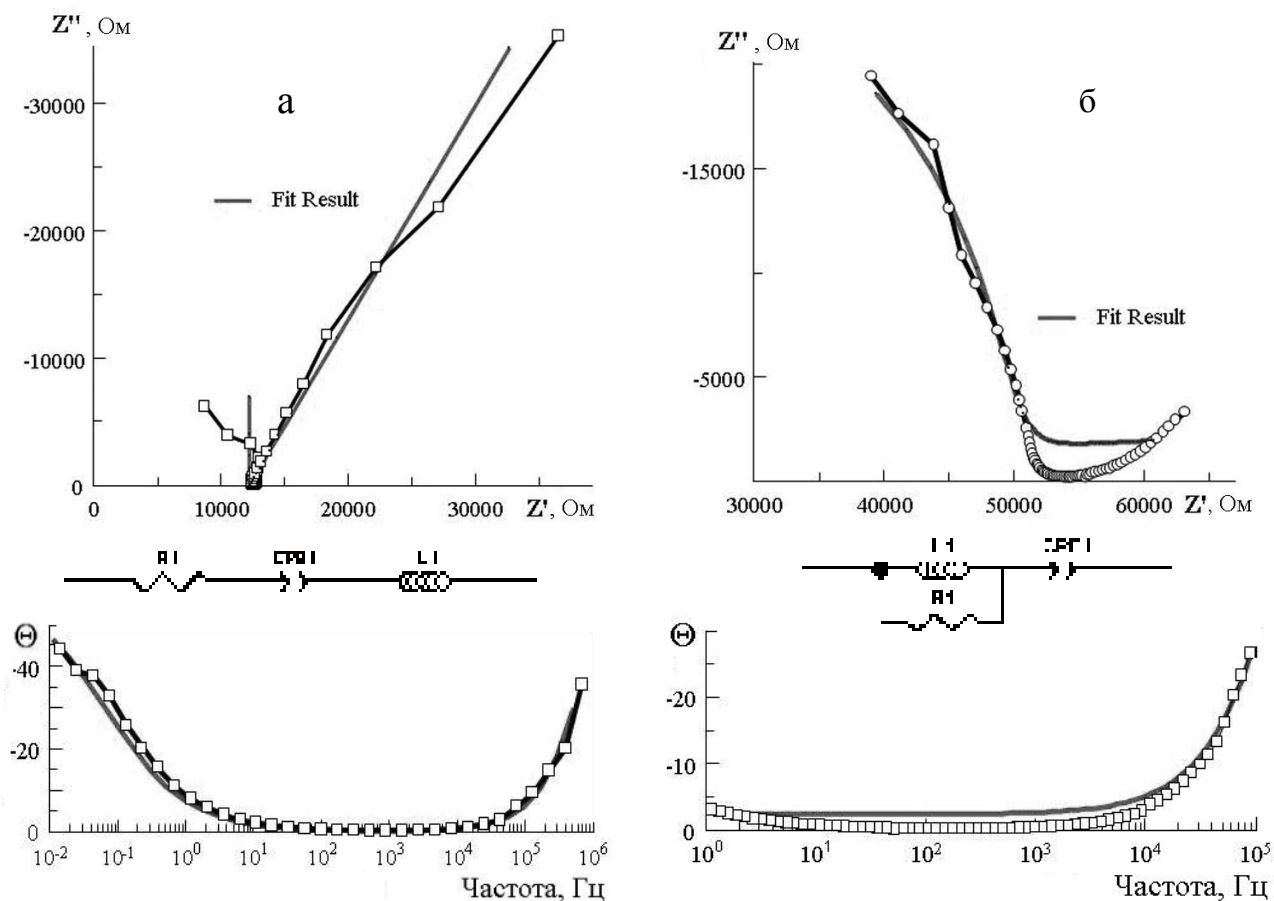 Z'', Ом
а
-30000
Fit Result
-20000
-10000
0
0 10000 20000 30000 Z', Ом
Z'', Ом
б
-15000
Fit Result
-5000
30000 40000 50000 60000 Z', Ом
R1
L1
L1
R1
Θ
-40
-20
0
10⁻² 10⁻¹ 10⁰ 10¹ 10² 10³ 10⁴ 10⁵ 10⁶
Частота, Гц
Θ
-20
-10
0
10⁰ 10¹ 10² 10³ 10⁴ 10⁵
Частота, Гц